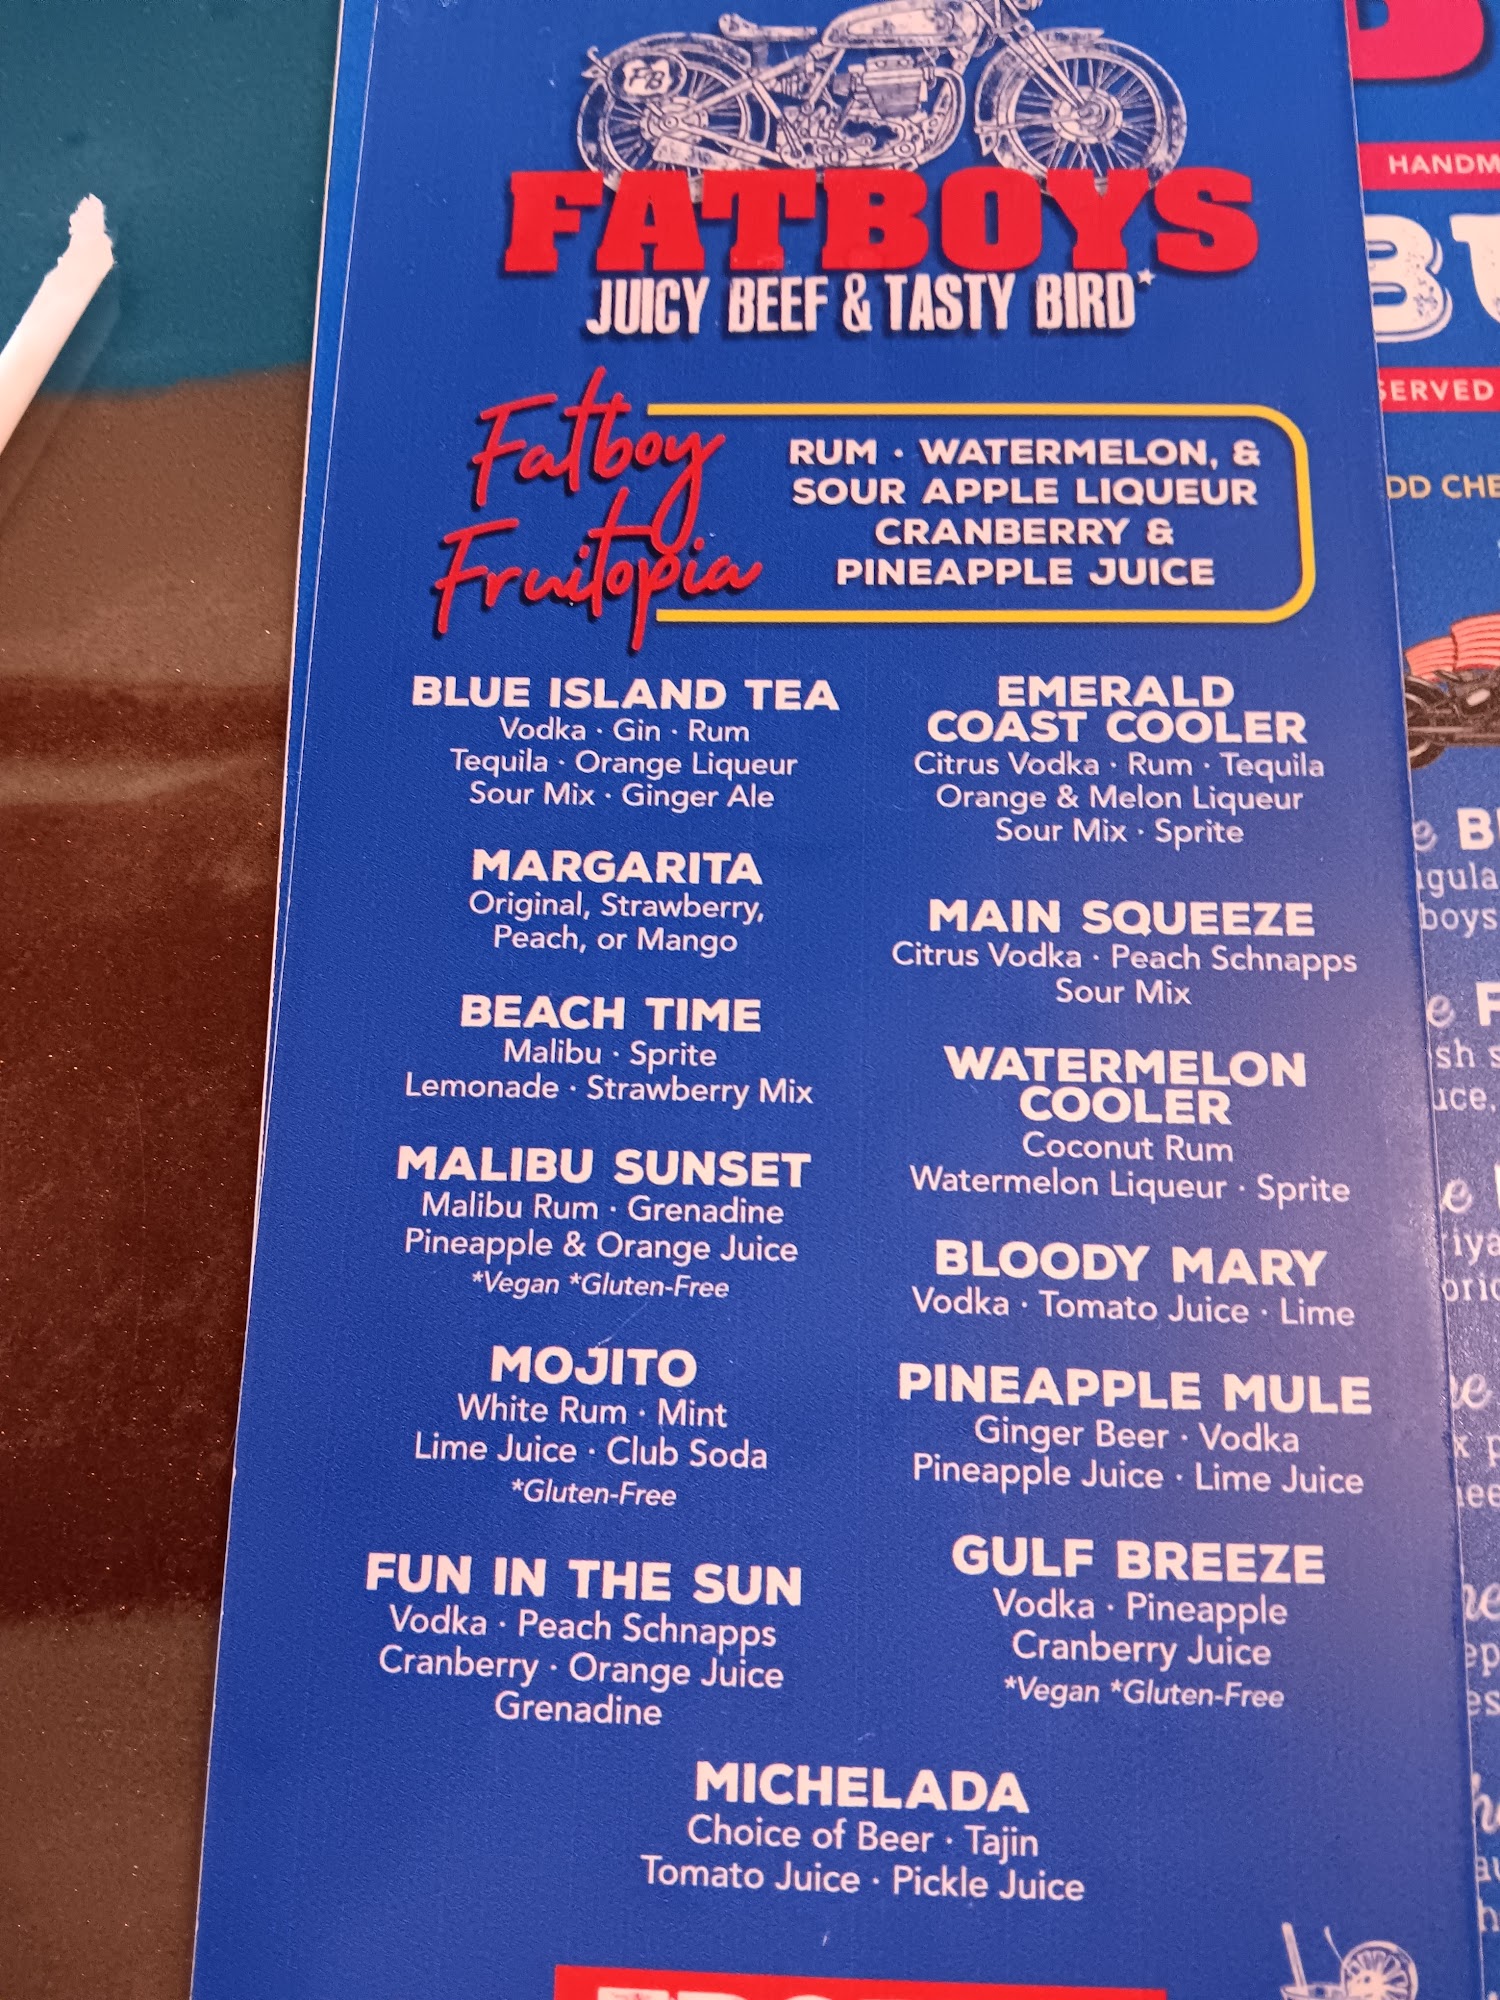 FB
FATBOYS
JUICY BEEF & TASTY BIRD*
Fatboy
Fruitopia
RUM · WATERMELON, &
SOUR APPLE LIQUEUR
CRANBERRY &
PINEAPPLE JUICE
BLUE ISLAND TEA
Vodka · Gin · Rum
Tequila · Orange Liqueur
Sour Mix · Ginger Ale
MARGARITA
Original, Strawberry,
Peach, or Mango
BEACH TIME
Malibu · Sprite
Lemonade · Strawberry Mix
MALIBU SUNSET
Malibu Rum · Grenadine
Pineapple & Orange Juice
*Vegan *Gluten-Free
MOJITO
White Rum · Mint
Lime Juice · Club Soda
*Gluten-Free
FUN IN THE SUN
Vodka · Peach Schnapps
Cranberry · Orange Juice
Grenadine
EMERALD
COAST COOLER
Citrus Vodka · Rum · Tequila
Orange & Melon Liqueur
Sour Mix · Sprite
MAIN SQUEEZE
Citrus Vodka · Peach Schnapps
Sour Mix
WATERMELON
COOLER
Coconut Rum
Watermelon Liqueur · Sprite
BLOODY MARY
Vodka · Tomato Juice · Lime
PINEAPPLE MULE
Ginger Beer · Vodka
Pineapple Juice · Lime Juice
GULF BREEZE
Vodka · Pineapple
Cranberry Juice
*Vegan *Gluten-Free
MICHELADA
Choice of Beer · Tajin
Tomato Juice · Pickle Juice
HANDM
BU
SERVED
OD CHE